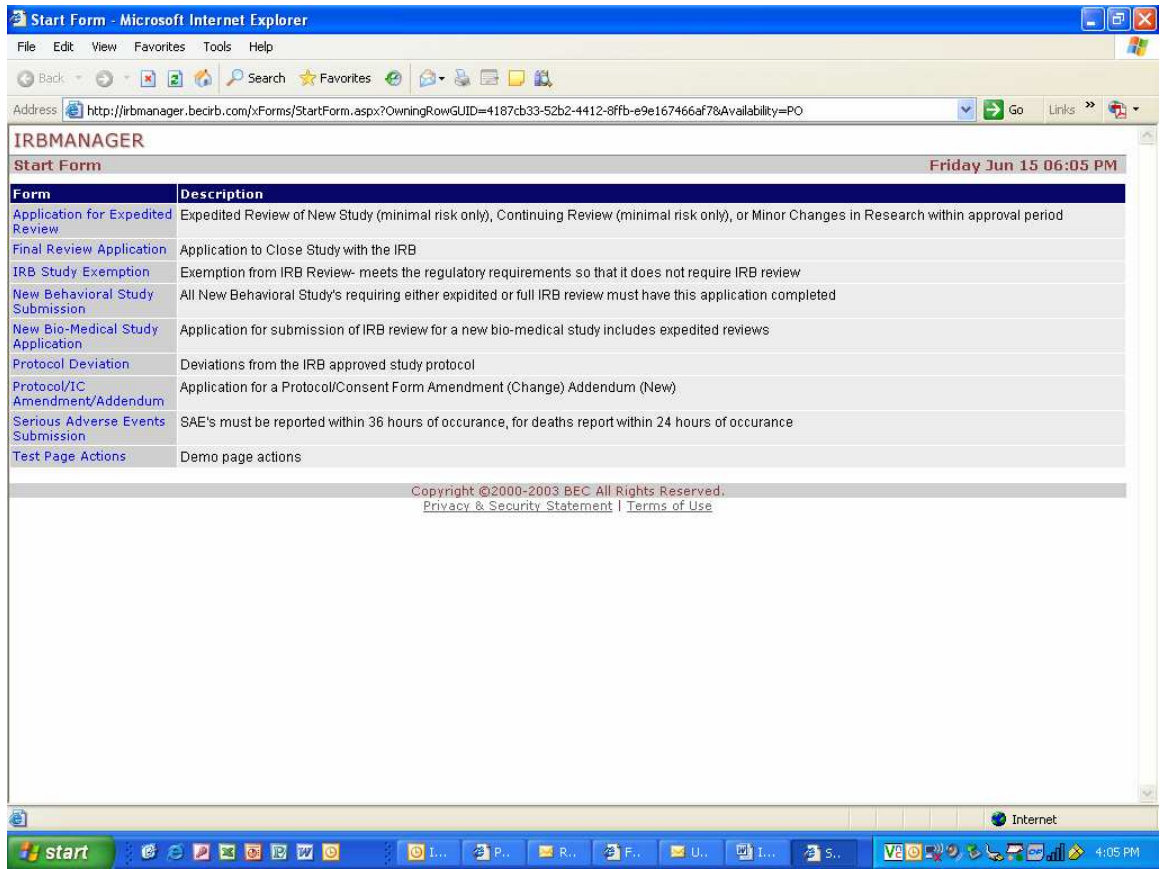 Start Form - Microsoft Internet Explorer
File Edit View Favorites Tools Help
Back Search Favorites
Address http://irbmanager.becirb.com/xForms/StartForm.aspx?OwningRowGUID=4187cb33-52b2-4412-8ffb-e9e167466af7&Availability=PO Go Links »
IRBMANAGER
Start Form Friday Jun 15 06:05 PM
Form Description
Application for Expedited Expedited Review of New Study (minimal risk only), Continuing Review (minimal risk only), or Minor Changes in Research within approval period
Review
Final Review Application Application to Close Study with the IRB
IRB Study Exemption Exemption from IRB Review- meets the regulatory requirements so that it does not require IRB review
New Behavioral Study All New Behavioral Study's requiring either expidited or full IRB review must have this application completed
Submission
New Bio-Medical Study Application for submission of IRB review for a new bio-medical study includes expedited reviews
Application
Protocol Deviation Deviations from the IRB approved study protocol
Protocol/IC Application for a Protocol/Consent Form Amendment (Change) Addendum (New)
Amendment/Addendum
Serious Adverse Events SAE's must be reported within 36 hours of occurance, for deaths report within 24 hours of occurance
Submission
Test Page Actions Demo page actions
Copyright ©2000-2003 BEC All Rights Reserved.
Privacy & Security Statement | Terms of Use
Internet
start I... P.. R.. F.. U.. I... S.. 4:05 PM